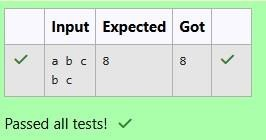 Input Expected Got
a b c 8 8
b c
Passed all tests!